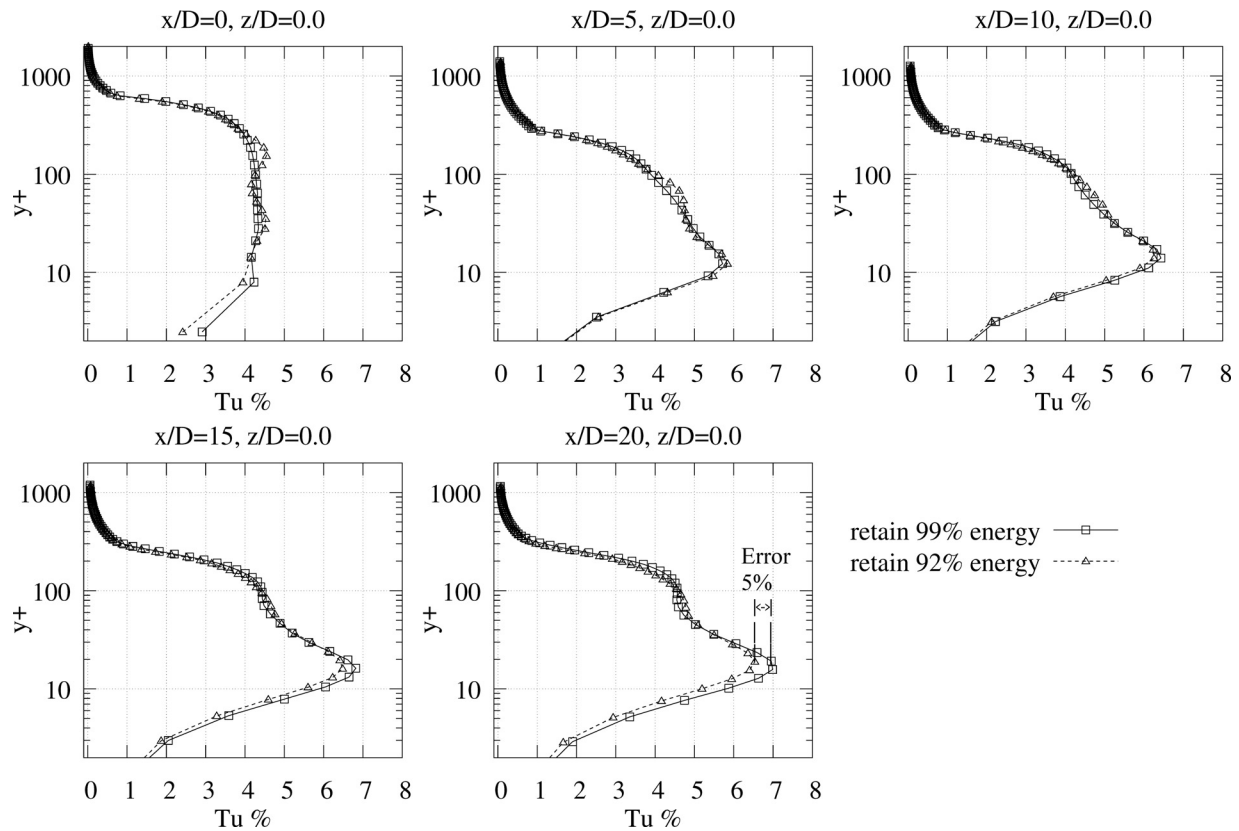 x/D=0, z/D=0.0
y+
1000
100
10
0 1 2 3 4 5 6 7 8
Tu %
x/D=5, z/D=0.0
y+
1000
100
10
0 1 2 3 4 5 6 7 8
Tu %
x/D=10, z/D=0.0
y+
1000
100
10
0 1 2 3 4 5 6 7 8
Tu %
x/D=15, z/D=0.0
y+
1000
100
10
0 1 2 3 4 5 6 7 8
Tu %
x/D=20, z/D=0.0
y+
1000
100
10
0 1 2 3 4 5 6 7 8
Tu %
Error
5%
retain 99% energy
retain 92% energy